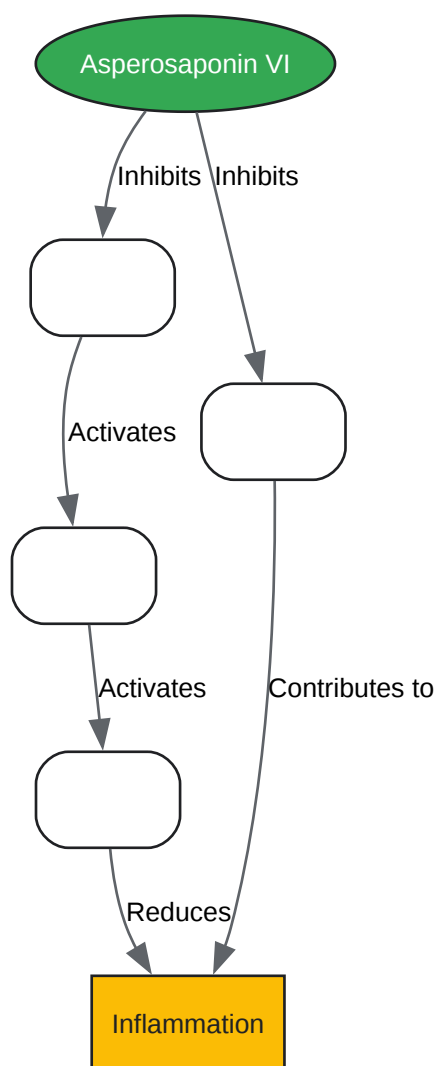 Asperosaponin VI
Inhibits
Inhibits
Activates
Activates
Contributes to
Reduces
Inflammation